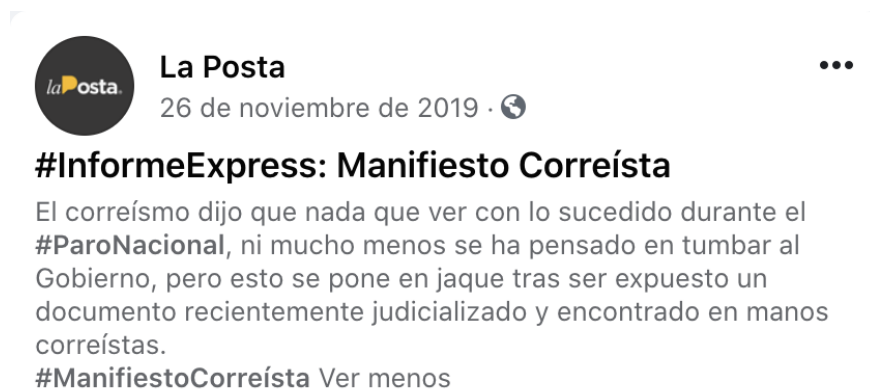 laPosta.
La Posta
26 de noviembre de 2019 ·
#InformeExpress: Manifiesto Correísta
El correísmo dijo que nada que ver con lo sucedido durante el
#ParoNacional, ni mucho menos se ha pensado en tumbar al
Gobierno, pero esto se pone en jaque tras ser expuesto un
documento recientemente judicializado y encontrado en manos
correístas.
#ManifiestoCorreísta Ver menos